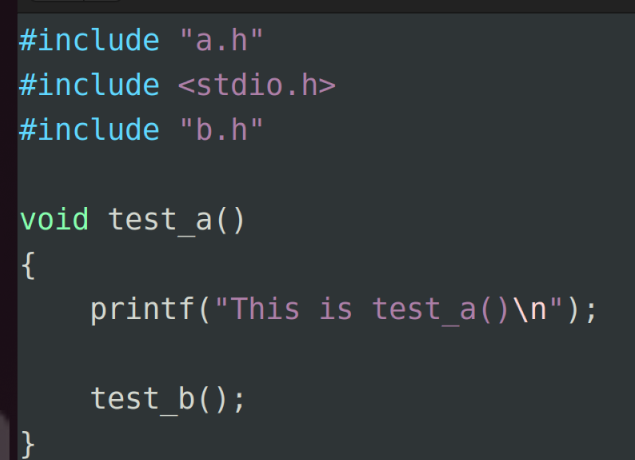 #include "a.h"
#include <stdio.h>
#include "b.h"
void test_a()
{
printf("This is test_a()\n");
test_b();
}